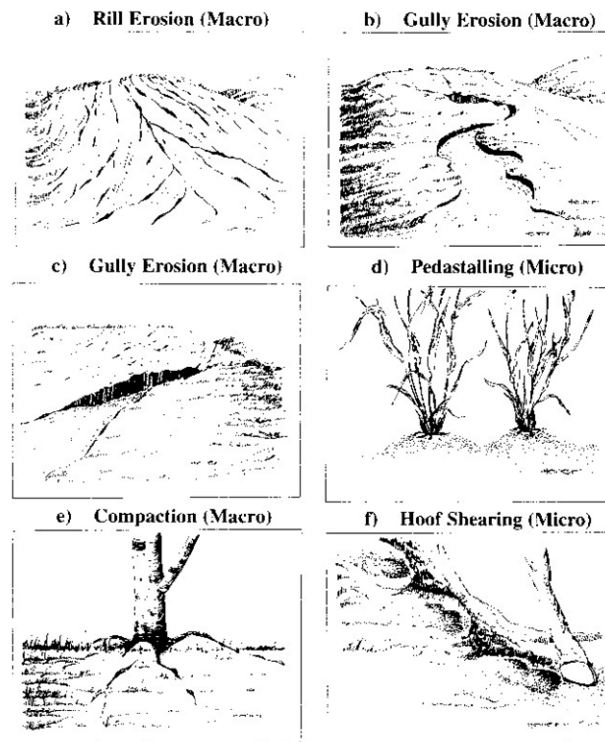 a) Rill Erosion (Macro)
b) Gully Erosion (Macro)
c) Gully Erosion (Macro)
d) Pedastalling (Micro)
e) Compaction (Macro)
f) Hoof Shearing (Micro)